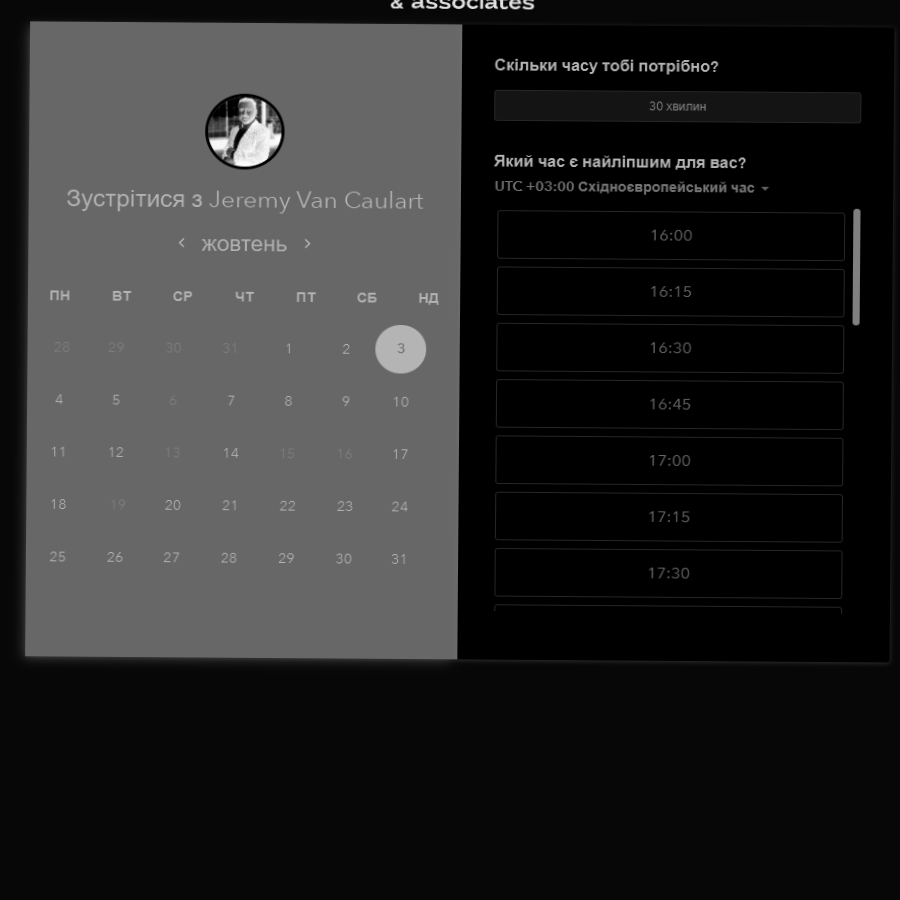 & associates
Зустрітися з Jeremy Van Caulart
жовтень
ПН ВТ СР ЧТ ПТ СБ НД
28 29 30 31 1 2 3
4 5 6 7 8 9 10
11 12 13 14 15 16 17
18 19 20 21 22 23 24
25 26 27 28 29 30 31
Скільки часу тобі потрібно?
30 хвилин
Який час є найліпшим для вас?
UTC +03:00 Східноєвропейський час
16:00
16:15
16:30
16:45
17:00
17:15
17:30